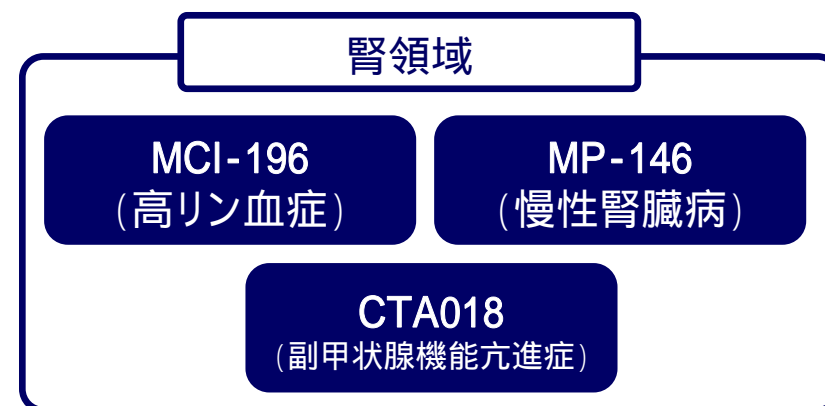 腎領域
MCI-196
(高リン血症)
MP-146
(慢性腎臓病)
CTA018
(副甲状腺機能亢進症)